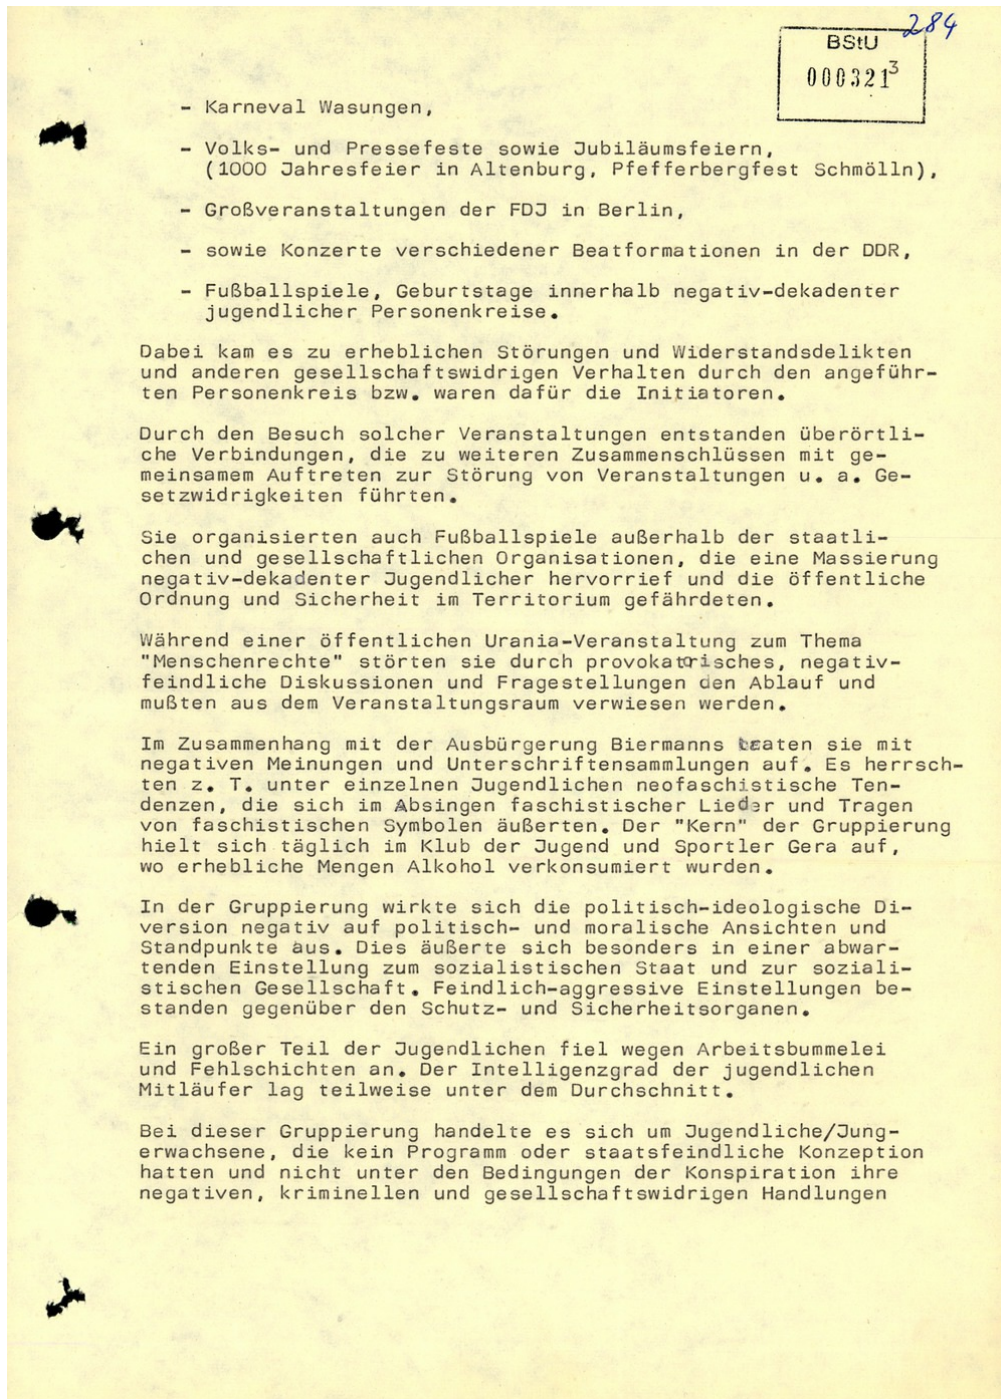 284
BStU
000321
3
- Karneval Wasungen,
- Volks- und Pressefeste sowie Jubiläumsfeiern,
(1000 Jahresfeier in Altenburg, Pfefferbergfest Schmölln),
- Großveranstaltungen der FDJ in Berlin,
- sowie Konzerte verschiedener Beatformationen in der DDR,
- Fußballspiele, Geburtstage innerhalb negativ-dekadenter
jugendlicher Personenkreise.
Dabei kam es zu erheblichen Störungen und Widerstandsdelikten
und anderen gesellschaftswidrigen Verhalten durch den angeführ-
ten Personenkreis bzw. waren dafür die Initiatoren.
Durch den Besuch solcher Veranstaltungen entstanden überörtli-
che Verbindungen, die zu weiteren Zusammenschlüssen mit ge-
meinsamem Auftreten zur Störung von Veranstaltungen u. a. Ge-
setzwidrigkeiten führten.
Sie organisierten auch Fußballspiele außerhalb der staatli-
chen und gesellschaftlichen Organisationen, die eine Massierung
negativ-dekadenter Jugendlicher hervorrief und die öffentliche
Ordnung und Sicherheit im Territorium gefährdeten.
Während einer öffentlichen Urania-Veranstaltung zum Thema
"Menschenrechte" störten sie durch provokatorisches, negativ-
feindliche Diskussionen und Fragestellungen den Ablauf und
mußten aus dem Veranstaltungsraum verwiesen werden.
Im Zusammenhang mit der Ausbürgerung Biermanns traten sie mit
negativen Meinungen und Unterschriftensammlungen auf. Es herrsch-
ten z. T. unter einzelnen Jugendlichen neofaschistische Ten-
denzen, die sich im Absingen faschistischer Lieder und Tragen
von faschistischen Symbolen äußerten. Der "Kern" der Gruppierung
hielt sich täglich im Klub der Jugend und Sportler Gera auf,
wo erhebliche Mengen Alkohol verkonsumiert wurden.
In der Gruppierung wirkte sich die politisch-ideologische Di-
version negativ auf politisch- und moralische Ansichten und
Standpunkte aus. Dies äußerte sich besonders in einer abwar-
tenden Einstellung zum sozialistischen Staat und zur soziali-
stischen Gesellschaft. Feindlich-aggressive Einstellungen be-
standen gegenüber den Schutz- und Sicherheitsorganen.
Ein großer Teil der Jugendlichen fiel wegen Arbeitsbummelei
und Fehlschichten an. Der Intelligenzgrad der jugendlichen
Mitläufer lag teilweise unter dem Durchschnitt.
Bei dieser Gruppierung handelte es sich um Jugendliche/Jung-
erwachsene, die kein Programm oder staatsfeindliche Konzeption
hatten und nicht unter den Bedingungen der Konspiration ihre
negativen, kriminellen und gesellschaftswidrigen Handlungen